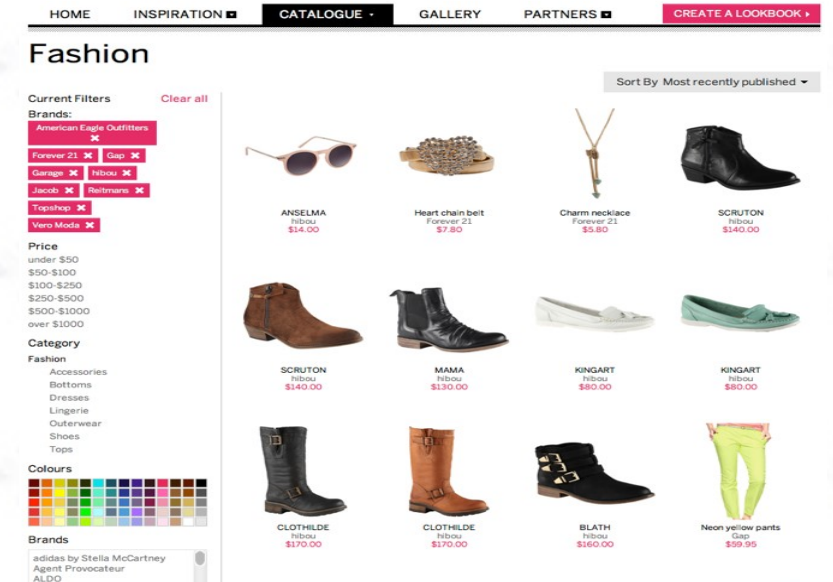 HOME INSPIRATION CATALOGUE GALLERY PARTNERS CREATE A LOOKBOOK
Fashion
Sort By Most recently published
Current Filters Clear all
Brands:
American Eagle Outfitters
Forever 21 Gap
Garage hibou
Jacob Reitmans
Topshop
Vero Moda
Price
under $50
$50-$100
$100-$250
$250-$500
$500-$1000
over $1000
Category
Fashion
Accessories
Bottoms
Dresses
Lingerie
Outerwear
Shoes
Tops
Colours
Brands
adidas by Stella McCartney
Agent Provocateur
ALDO
ANSELMA
hibou
$14.00
Heart chain belt
Forever 21
$7.80
Charm necklace
Forever 21
$5.80
SCRUTON
hibou
$140.00
SCRUTON
hibou
$140.00
MAMA
hibou
$130.00
KINGART
hibou
$80.00
KINGART
hibou
$80.00
CLOTHILDE
hibou
$170.00
CLOTHILDE
hibou
$170.00
BLATH
hibou
$160.00
Neon yellow pants
Gap
$59.95